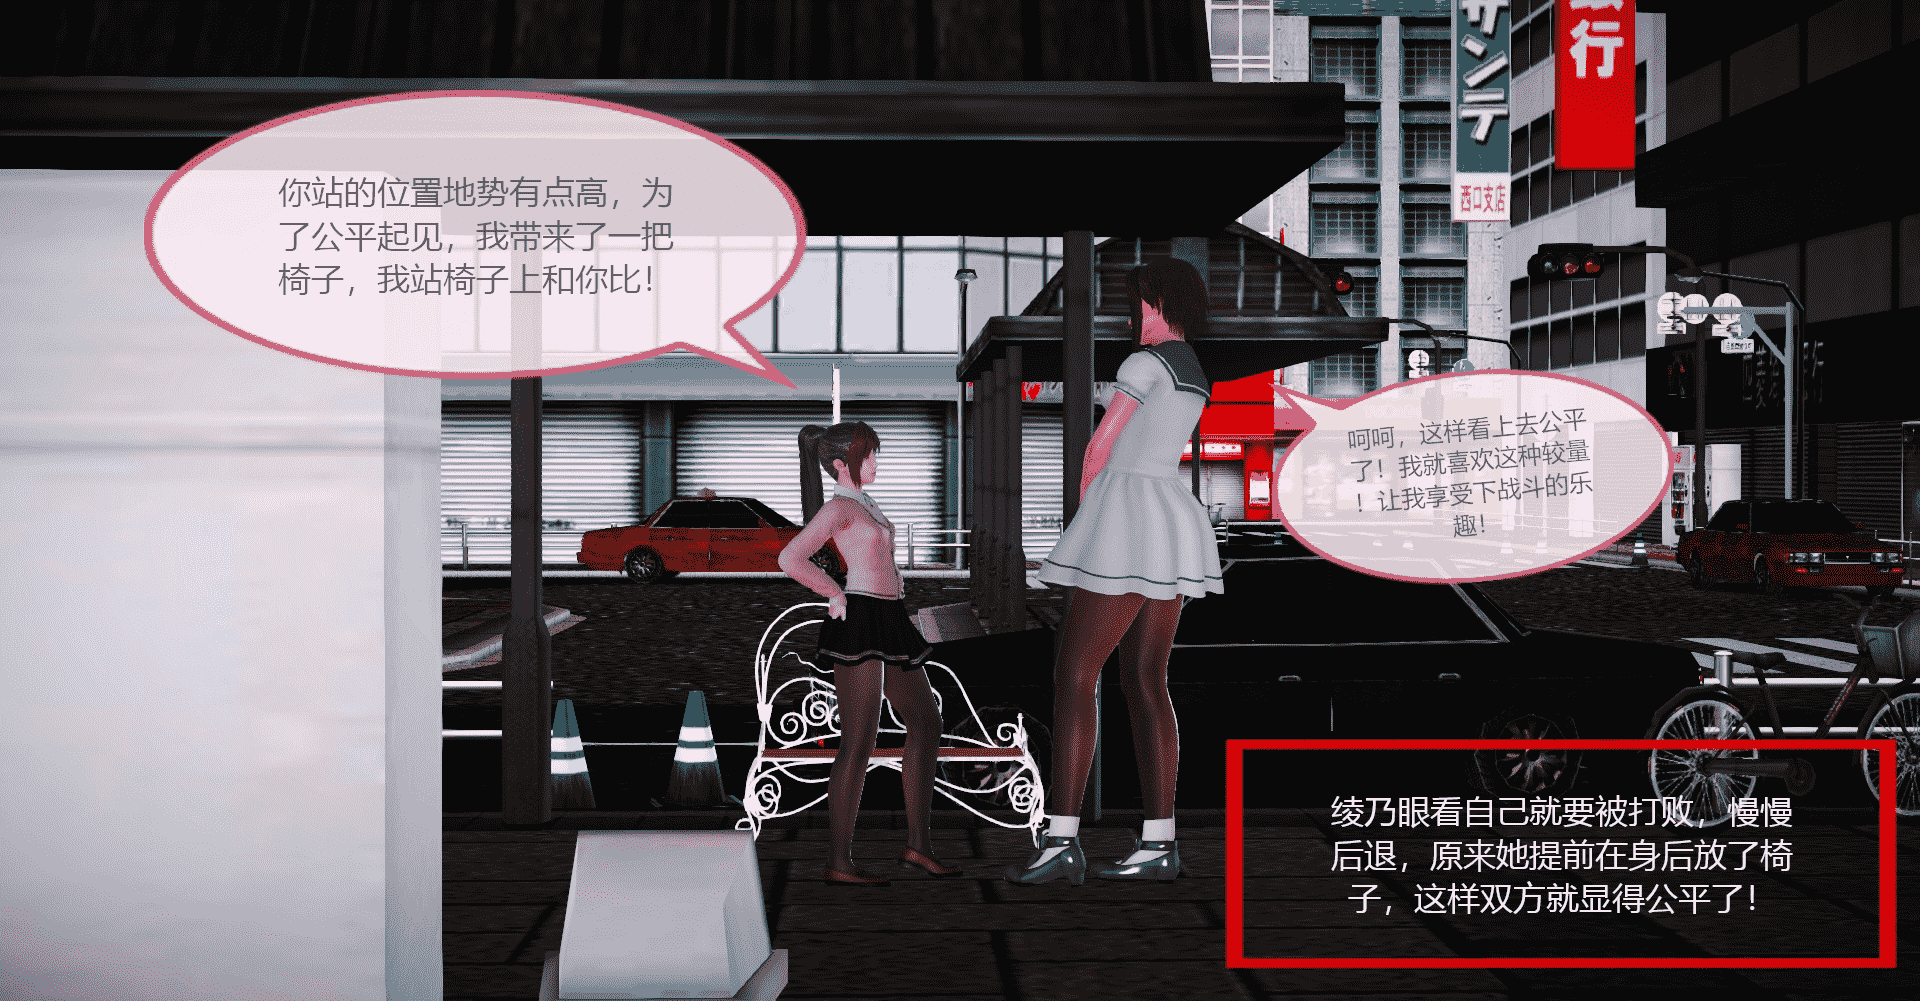 サンテ
行
西口支店
你站的位置地势有点高，为
了公平起见，我带来了一把
椅子，我站椅子上和你比！
呵呵，这样看上去公平
了！我就喜欢这种较量
！让我享受下战斗的乐
趣！
绫乃眼看自己就要被打败，慢慢
后退，原来她提前在身后放了椅
子，这样双方就显得公平了！